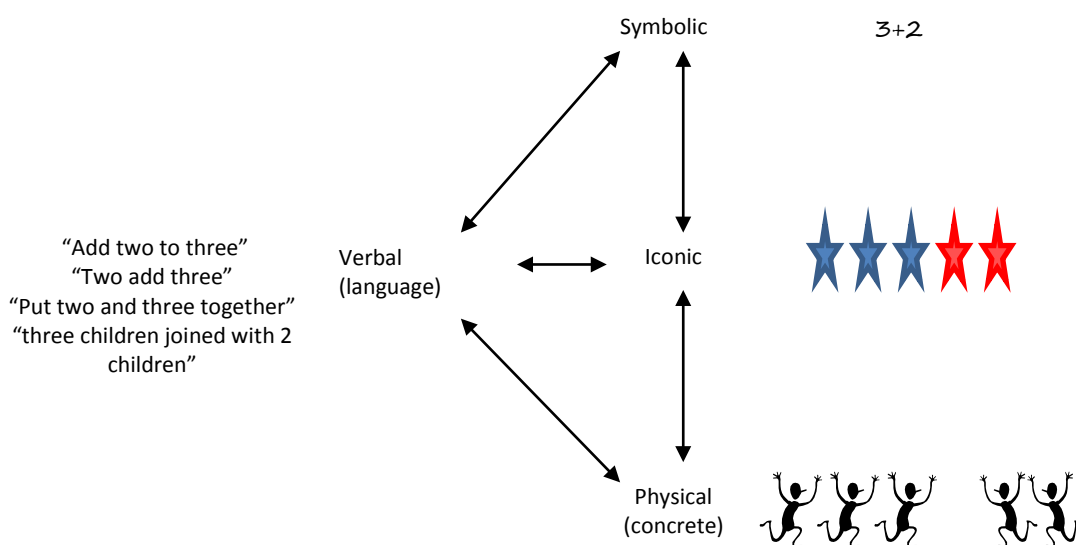 Symbolic
3+2
“Add two to three”
“Two add three”
“Put two and three together”
“three children joined with 2
children”
Verbal
(language)
Iconic
Physical
(concrete)